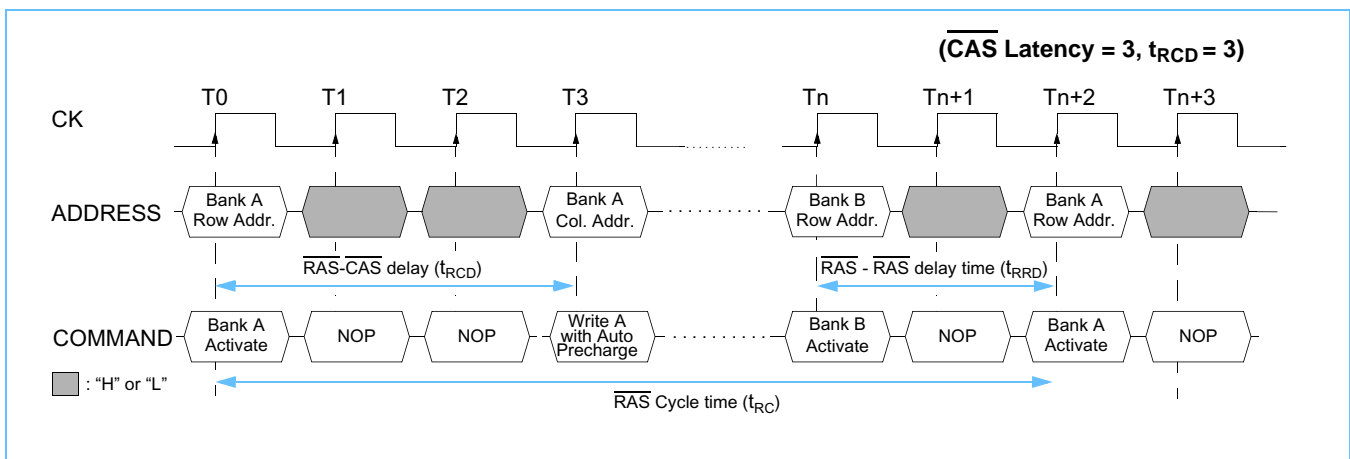 (CAS Latency = 3, tRCD = 3)
T0 T1 T2 T3 Tn Tn+1 Tn+2 Tn+3
CK
ADDRESS
Bank A
Row Addr.
Bank A
Col. Addr.
Bank B
Row Addr.
Bank A
Row Addr.
RAS-CAS delay (tRCD)
RAS - RAS delay time (tRRD)
COMMAND
Bank A
Activate
NOP
NOP
Write A
with Auto
Precharge
Bank B
Activate
NOP
Bank A
Activate
NOP
: “H” or “L”
RAS Cycle time (tRC)